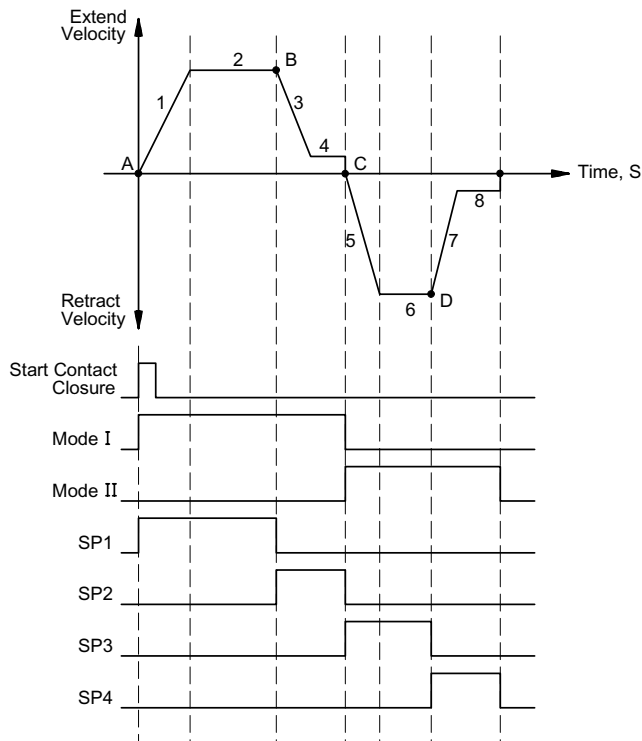 Extend
Velocity
2
B
1
3
4
A
C
Time, S
8
5
7
6
D
Retract
Velocity
Start Contact
Closure
Mode I
Mode II
SP1
SP2
SP3
SP4